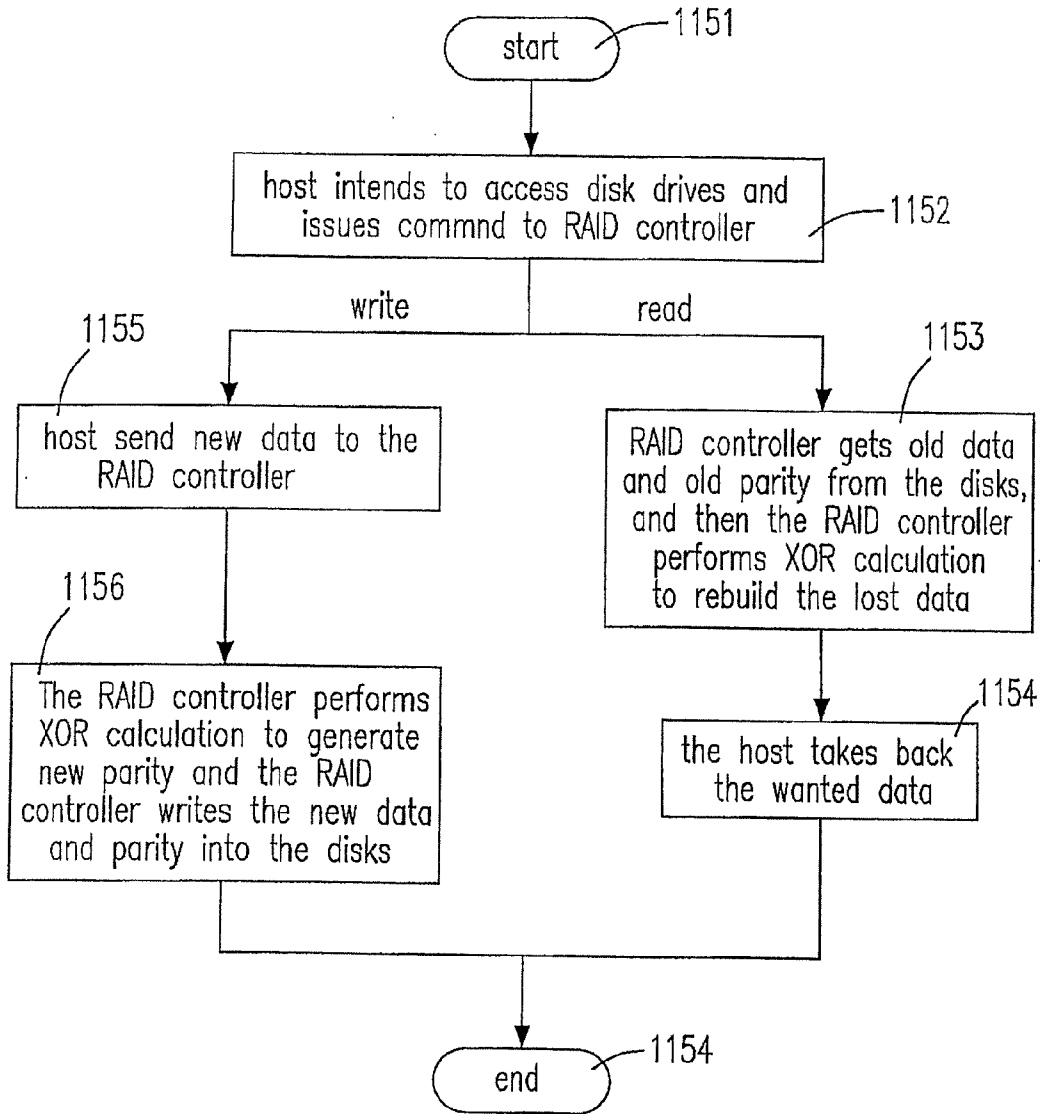 start
1151
host intends to access disk drives and
issues commnd to RAID controller
1152
write
read
1155
host send new data to the
RAID controller
1153
RAID controller gets old data
and old parity from the disks,
and then the RAID controller
performs XOR calculation
to rebuild the lost data
1156
The RAID controller performs
XOR calculation to generate
new parity and the RAID
controller writes the new data
and parity into the disks
1154
the host takes back
the wanted data
end
1154